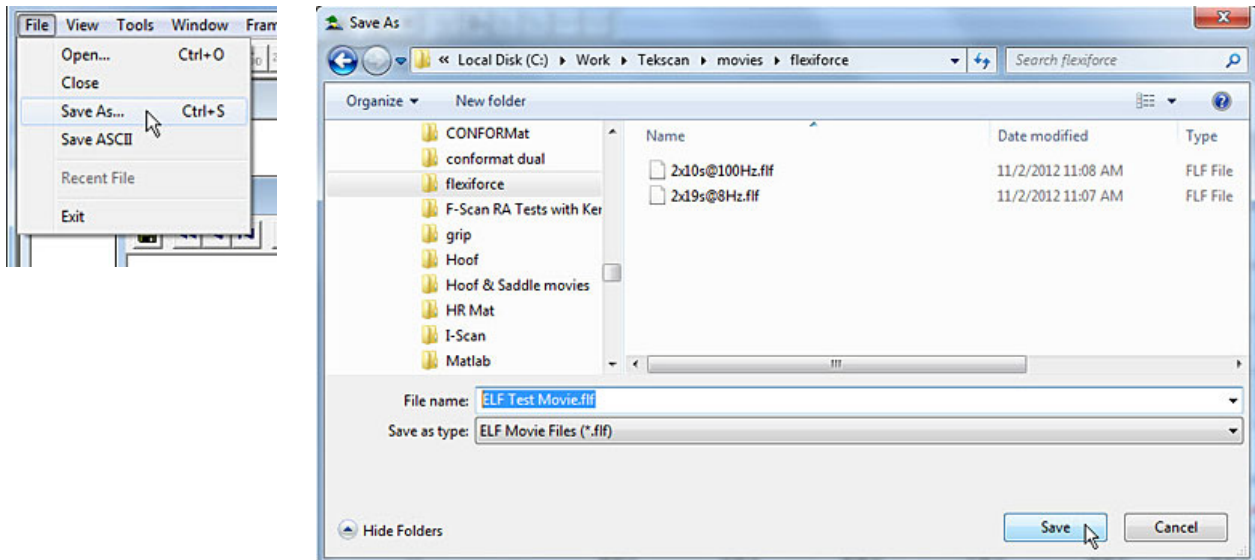 File View Tools Window Fram
Open... Ctrl+O
Close
Save As... Ctrl+S
Save ASCII
Recent File
Exit
Save As
« Local Disk (C:) Work Tekscan movies flexiforce
Search flexiforce
Organize New folder
CONFORMat
conformat dual
flexiforce
F-Scan RA Tests with Ker
grip
Hoof
Hoof & Saddle movies
HR Mat
I-Scan
Matlab
Name Date modified Type
2x10s@100Hz.flf 11/2/2012 11:08 AM FLF File
2x19s@8Hz.flf 11/2/2012 11:07 AM FLF File
File name: ELF Test Movie.flf
Save as type: ELF Movie Files (*.flf)
Hide Folders
Save Cancel